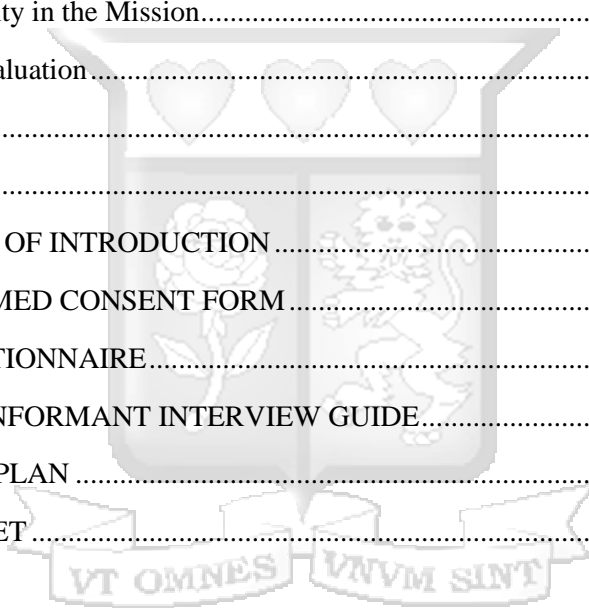 ity in the Mission..................................................
aluation....................................................................
................................................................................
................................................................................
OF INTRODUCTION..............................................
MED CONSENT FORM...........................................
TIONNAIRE.............................................................
NFORMANT INTERVIEW GUIDE.........................
PLAN ........................................................................
ET...............................................................................
VT OMNES VNVM SINT